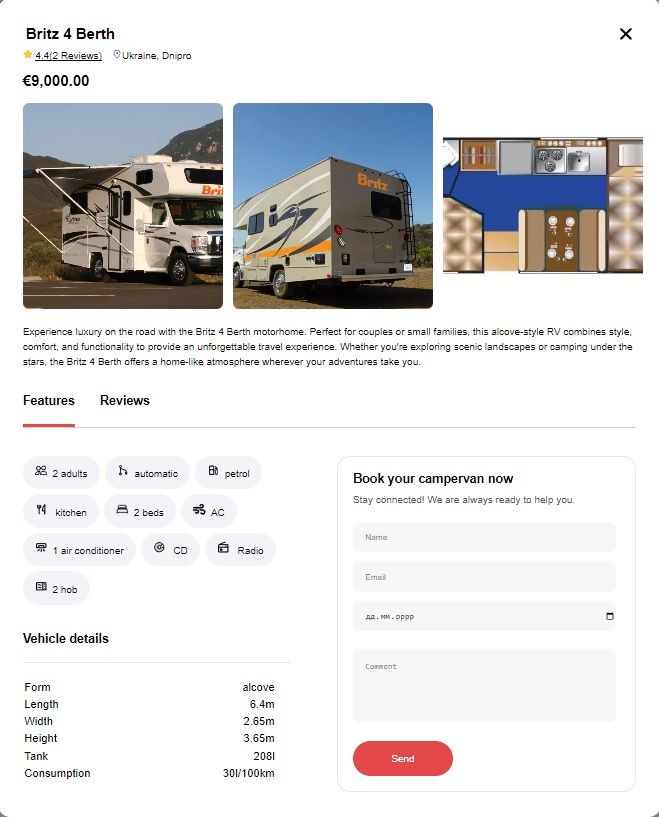 Britz 4 Berth
4.4(2 Reviews) Ukraine, Dnipro
€9,000.00
Britz
Experience luxury on the road with the Britz 4 Berth motorhome. Perfect for couples or small families, this alcove-style RV combines style,
comfort, and functionality to provide an unforgettable travel experience. Whether you're exploring scenic landscapes or camping under the
stars, the Britz 4 Berth offers a home-like atmosphere wherever your adventures take you.
Features Reviews
2 adults automatic petrol
kitchen 2 beds AC
1 air conditioner CD Radio
2 hob
Vehicle details
Form alcove
Length 6.4m
Width 2.65m
Height 3.65m
Tank 208l
Consumption 30l/100km
Book your campervan now
Stay connected! We are always ready to help you.
Name
Email
дд.мм.рррр
Comment
Send